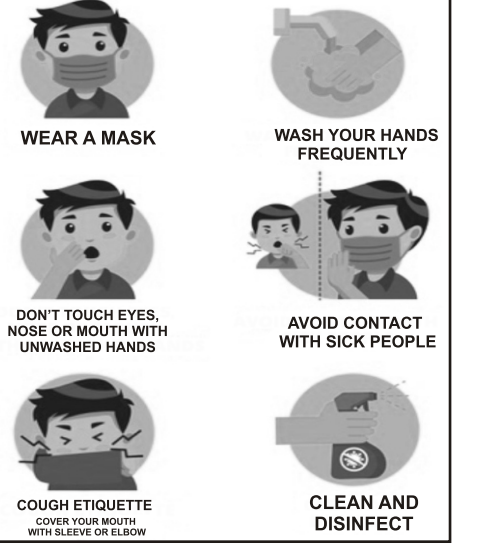 WEAR A MASK
WASH YOUR HANDS
FREQUENTLY
DON'T TOUCH EYES,
NOSE OR MOUTH WITH
UNWASHED HANDS
AVOID CONTACT
WITH SICK PEOPLE
COUGH ETIQUETTE
COVER YOUR MOUTH
WITH SLEEVE OR ELBOW
CLEAN AND
DISINFECT